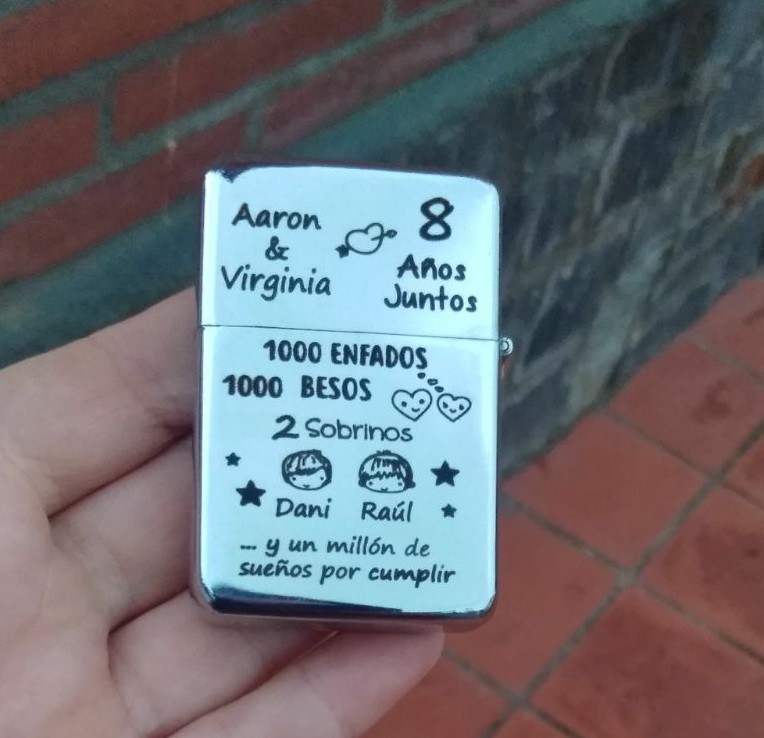 Aaron
&
Virginia
8
Años
Juntos
1000 ENFADOS
1000 BESOS
2 Sobrinos
Dani Raúl
... y un millón de
sueños por cumplir